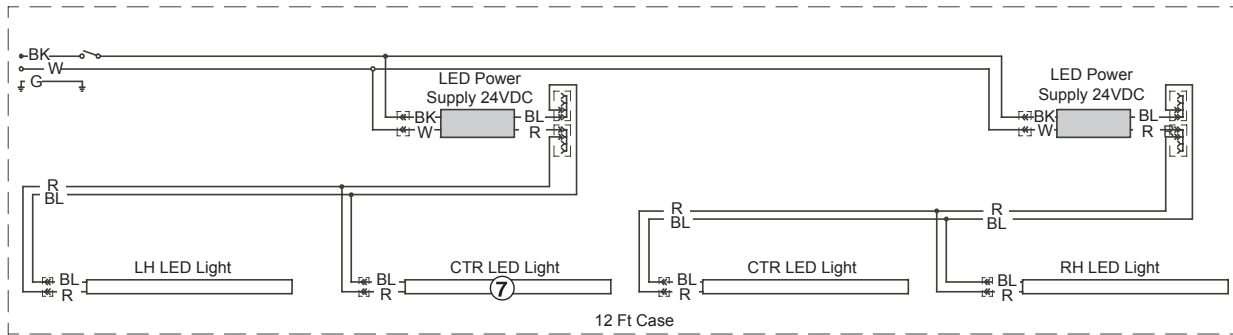 BK
W
G
LED Power
Supply 24VDC
LED Power
Supply 24VDC
BK
BL
W
R
BK
BL
W
R
R
BL
R
R
BL
BL
LH LED Light
CTR LED Light
CTR LED Light
RH LED Light
BL
R
BL
R
BL
R
BL
R
7
12 Ft Case